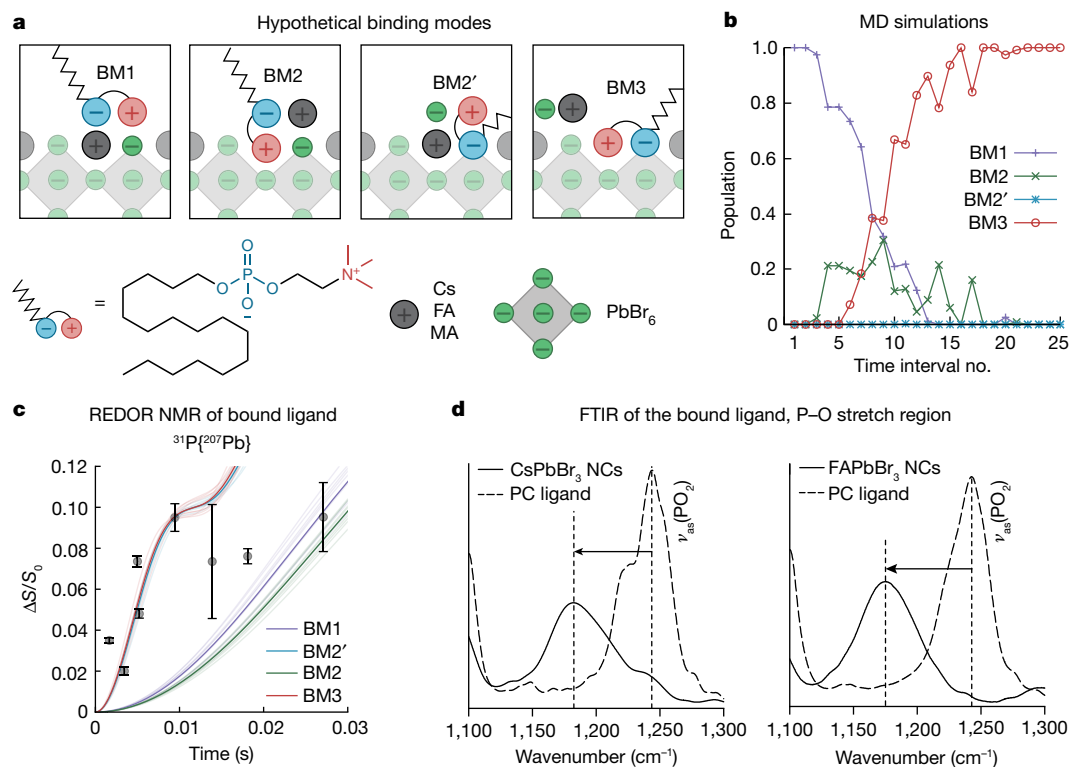 a
Hypothetical binding modes
BM1
BM2
BM2′
BM3
− +
− +
− +
− +
+ −
+ −
+ −
+ −
− + =
O
O P O
O
−
N+
+
Cs
FA
MA
PbBr6
b
MD simulations
Population
1.0
0.8
0.6
0.4
0.2
0
1 5 10 15 20 25
Time interval no.
BM1
BM2
BM2′
BM3
c
REDOR NMR of bound ligand
³¹P{²⁰⁷Pb}
ΔS/S₀
0.12
0.10
0.08
0.06
0.04
0.02
0
0 0.01 0.02 0.03
Time (s)
BM1
BM2′
BM2
BM3
d
FTIR of the bound ligand, P–O stretch region
CsPbBr₃ NCs
PC ligand
νas(PO₂)
1,100 1,150 1,200 1,250 1,300
Wavenumber (cm⁻¹)
FAPbBr₃ NCs
PC ligand
νas(PO₂)
1,100 1,150 1,200 1,250 1,300
Wavenumber (cm⁻¹)